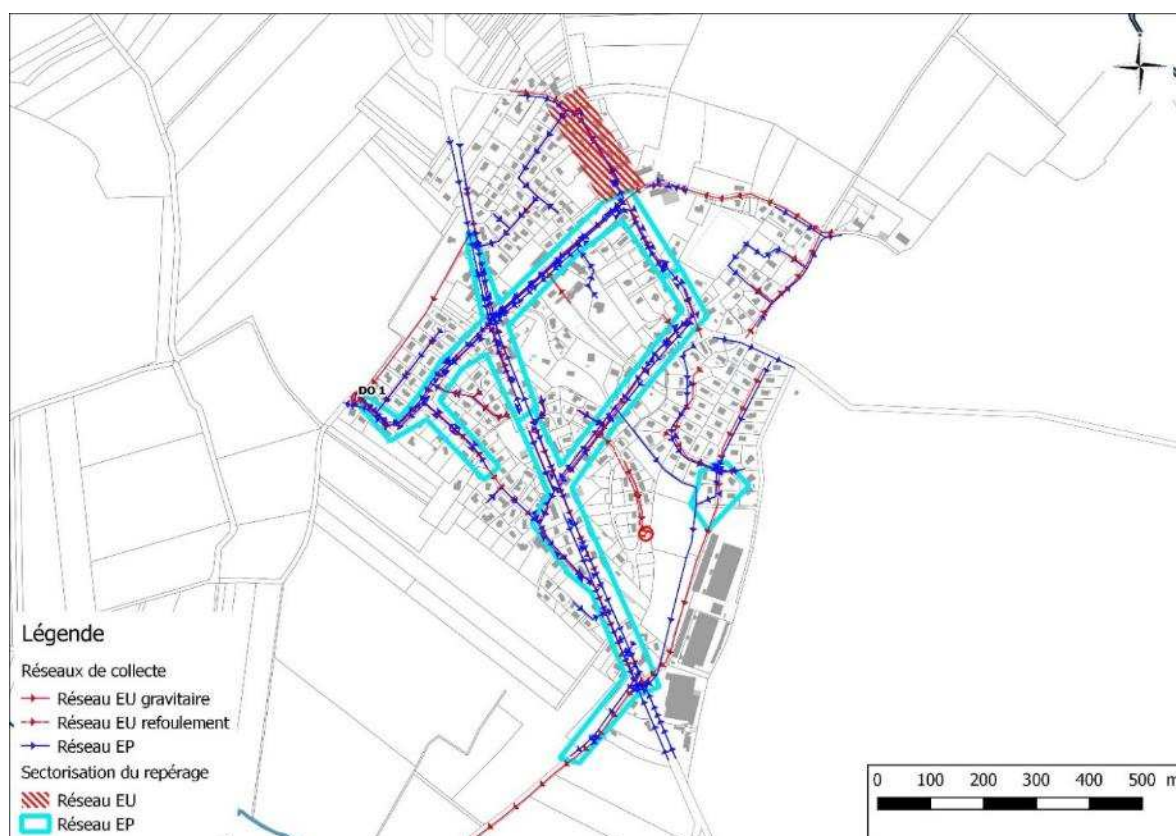 DO 1
Légende
Réseaux de collecte
Réseau EU gravitaire
Réseau EU refoulement
Réseau EP
Sectorisation du repérage
Réseau EU
Réseau EP
0 100 200 300 400 500 m